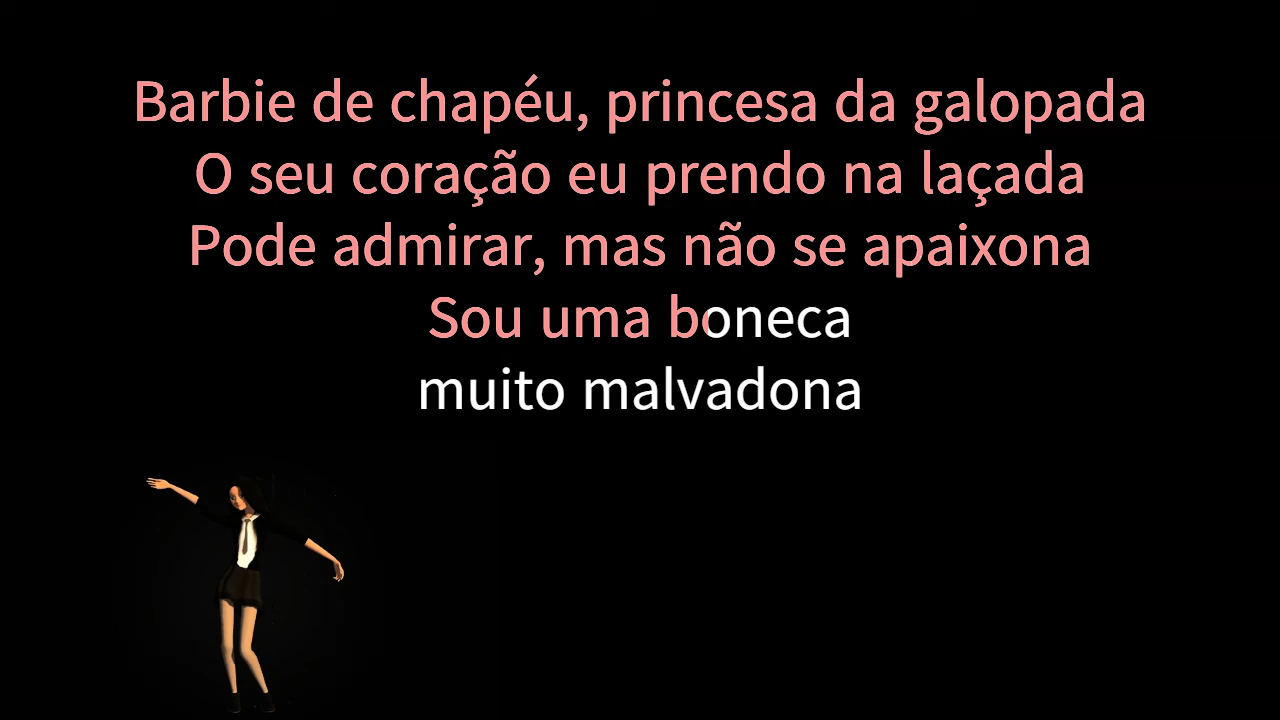 Barbie de chapéu, princesa da galopada
O seu coração eu prendo na laçada
Pode admirar, mas não se apaixona
Sou uma boneca
muito malvadona